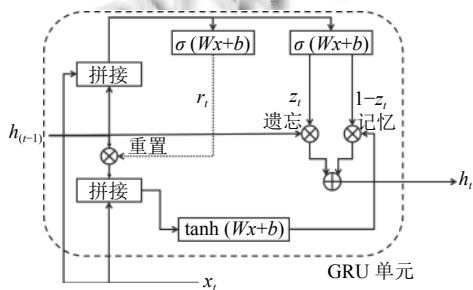 σ (Wx+b)
σ (Wx+b)
拼接
r_t
z_t
1−z_t
遗忘
记忆
h_(t−1)
重置
h_t
拼接
tanh (Wx+b)
GRU 单元
x_t